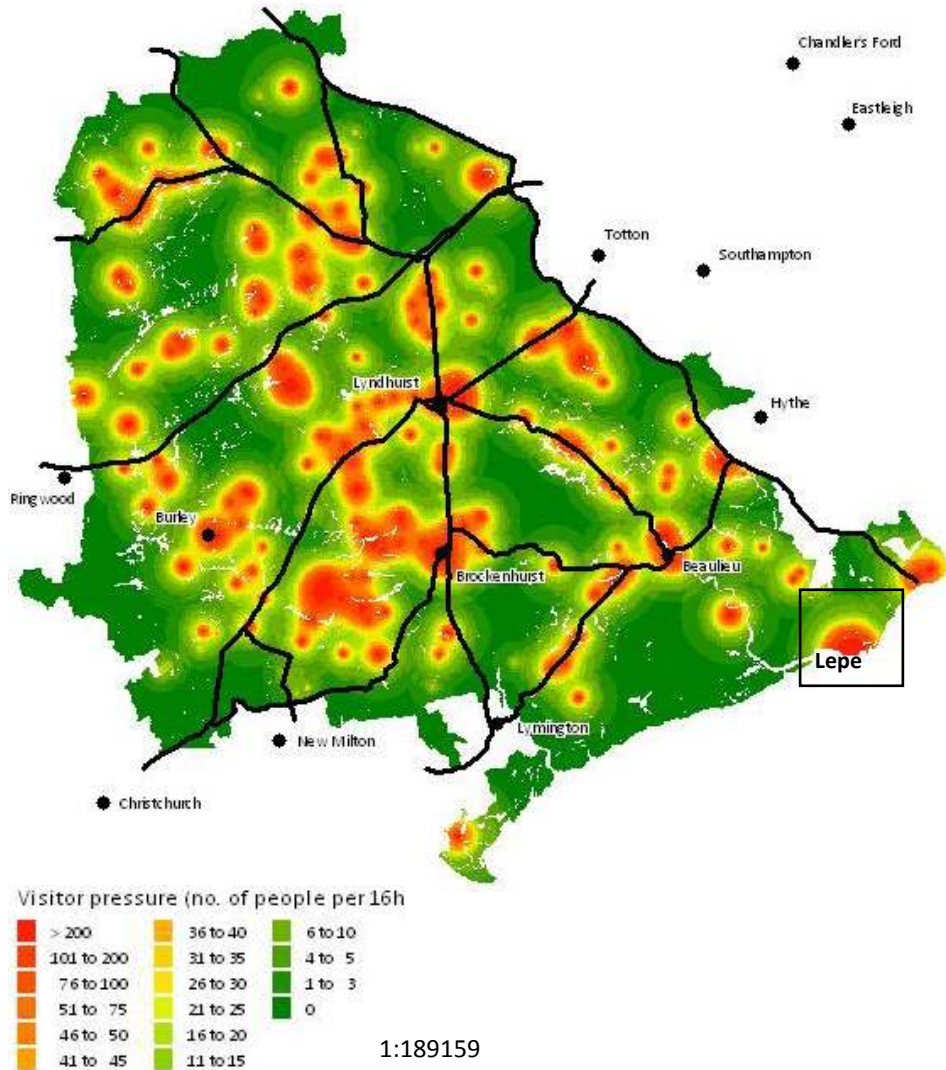 Chandler's Ford
Eastleigh
Totton
Southampton
Lyndhurst
Hythe
Ringwood
Burley
Brockenhurst
Beaulieu
Lepe
Lymington
New Milton
Christchurch
Visitor pressure (no. of people per 16h
> 200
101 to 200
76 to 100
51 to 75
46 to 50
41 to 45
36 to 40
31 to 35
26 to 30
21 to 25
16 to 20
11 to 15
6 to 10
4 to 5
1 to 3
0
1:189159